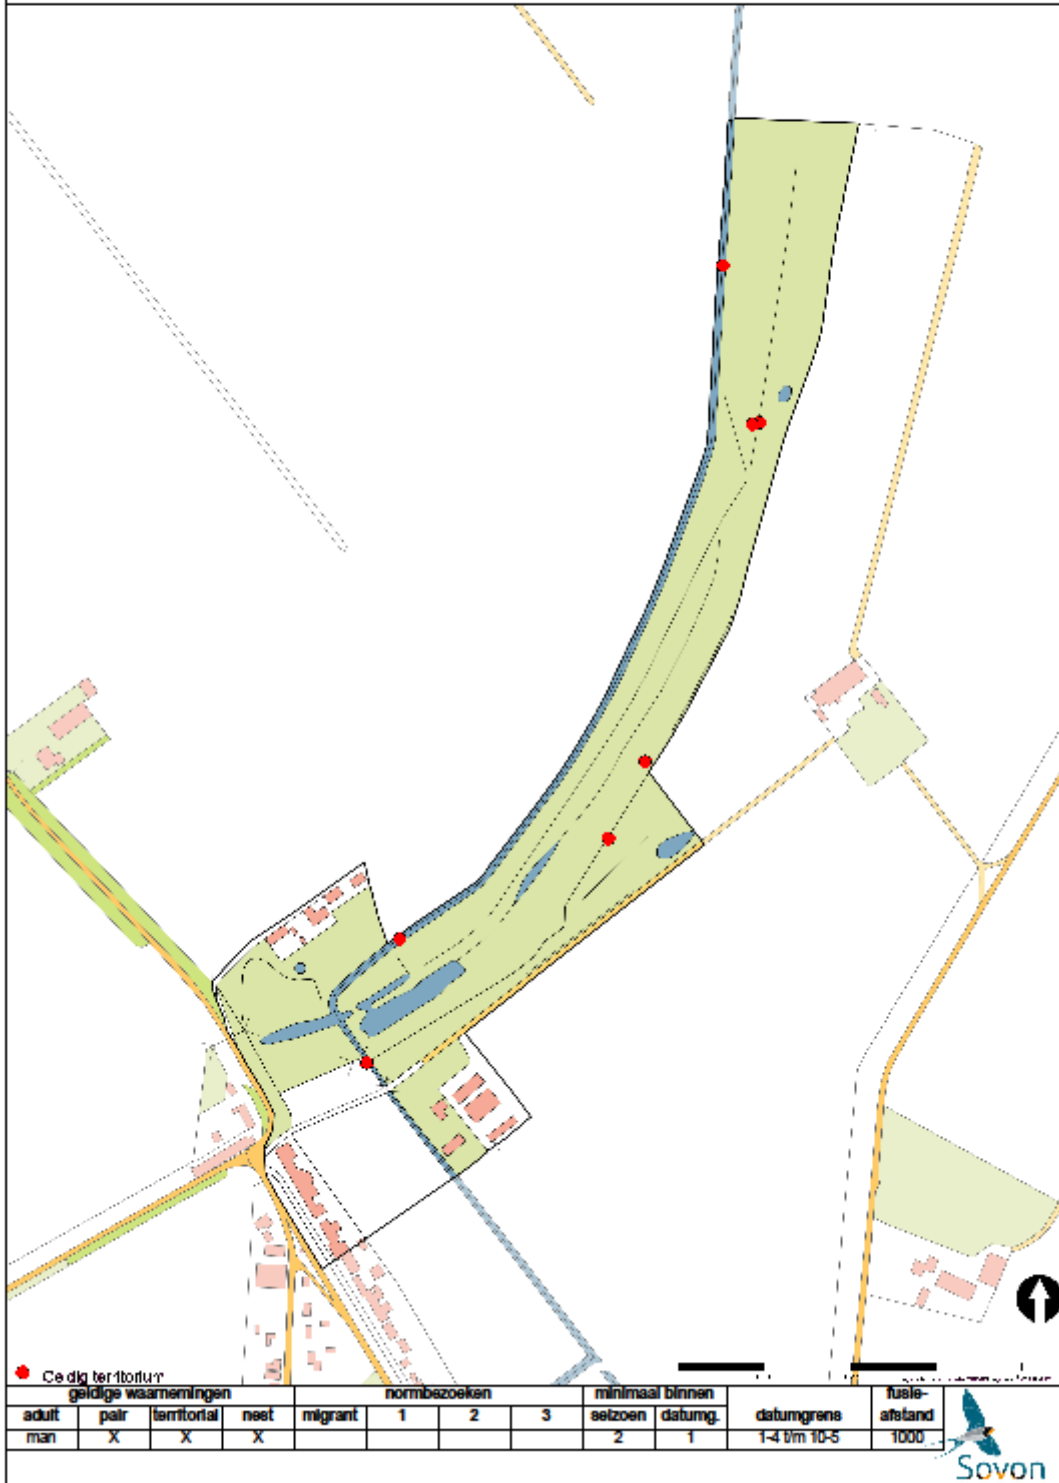 Geldig territorium
geldige waarnemingen normbezoeken minimaal binnen fusie-
adult pair territorial nest migrant 1 2 3 seizoen datumg. datumgrens afstand
man X X X 2 1 1-4 t/m 10-5 1000
Sovon